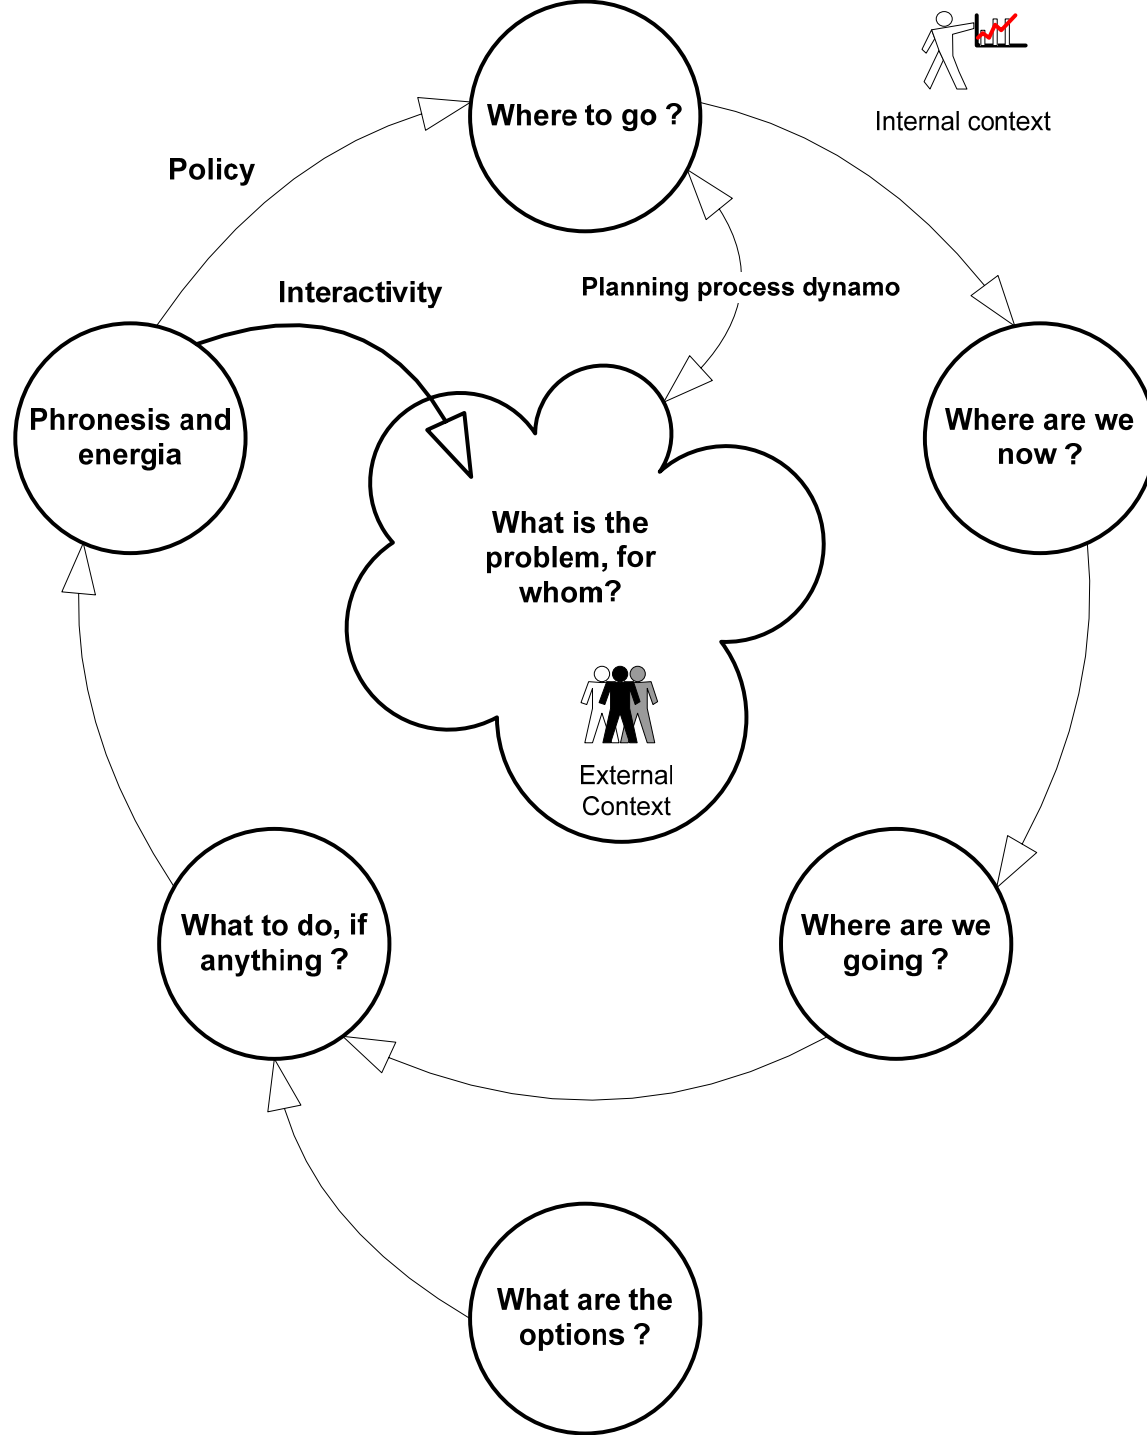 Where to go ?
Internal context
Policy
Interactivity
Planning process dynamo
Phronesis and
energia
Where are we
now ?
What is the
problem, for
whom?
External
Context
What to do, if
anything ?
Where are we
going ?
What are the
options ?